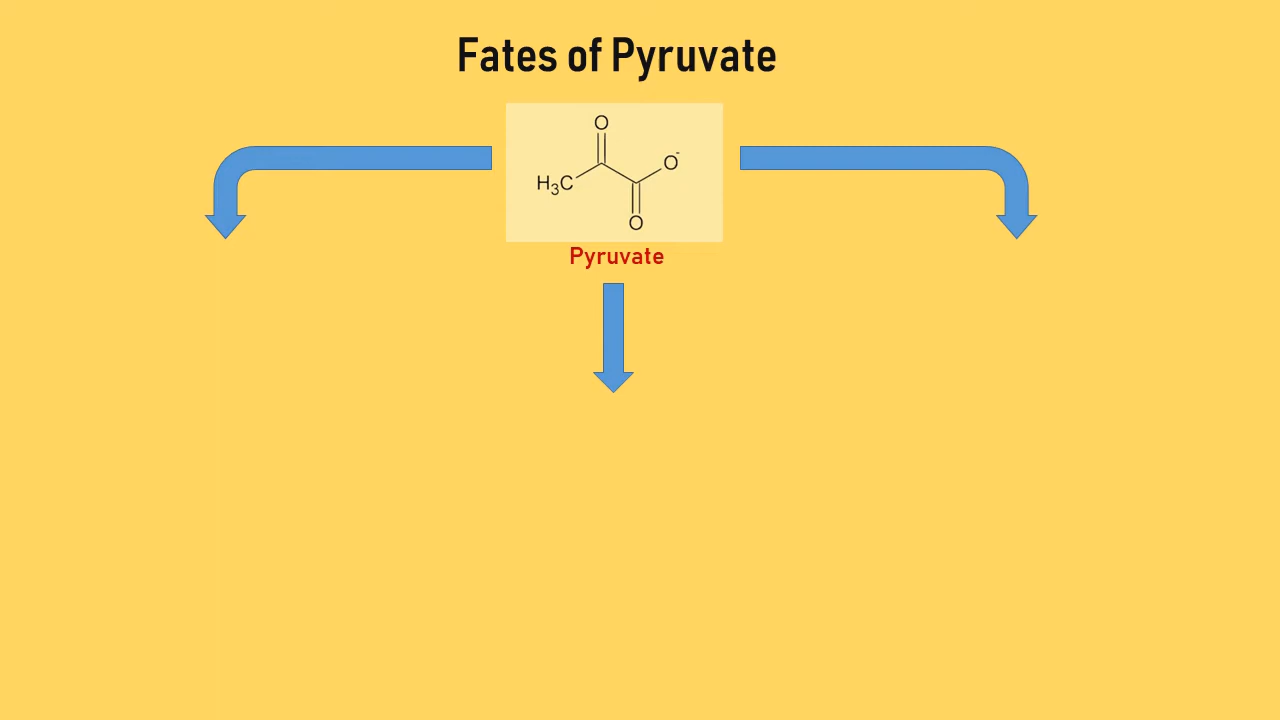 Fates of Pyruvate
O
O-
H3C
O
Pyruvate